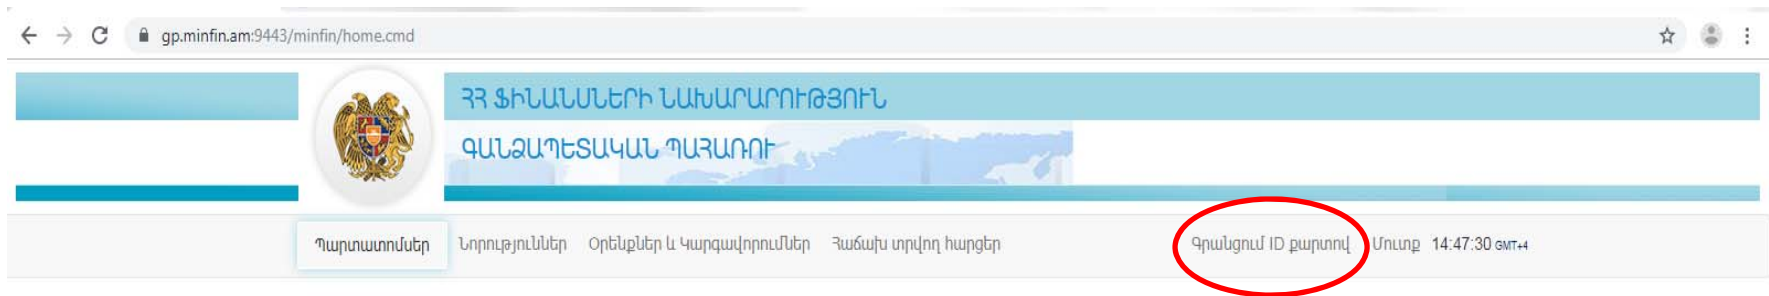 gp.minfin.am:9443/minfin/home.cmd
ՀՀ ՖԻՆԱՆՍՆԵՐԻ ՆԱԽԱՐԱՐՈՒԹՅՈՒՆ
ԳԱՆՁԱՊԵՏԱԿԱՆ ՊԱՀԱՌՈՒ
Պարտատոմսեր Նորություններ Օրենքներ և Կարգավորումներ Հաճախ տրվող հարցեր Գրանցում ID քարտով Մուտք 14:47:30 GMT+4